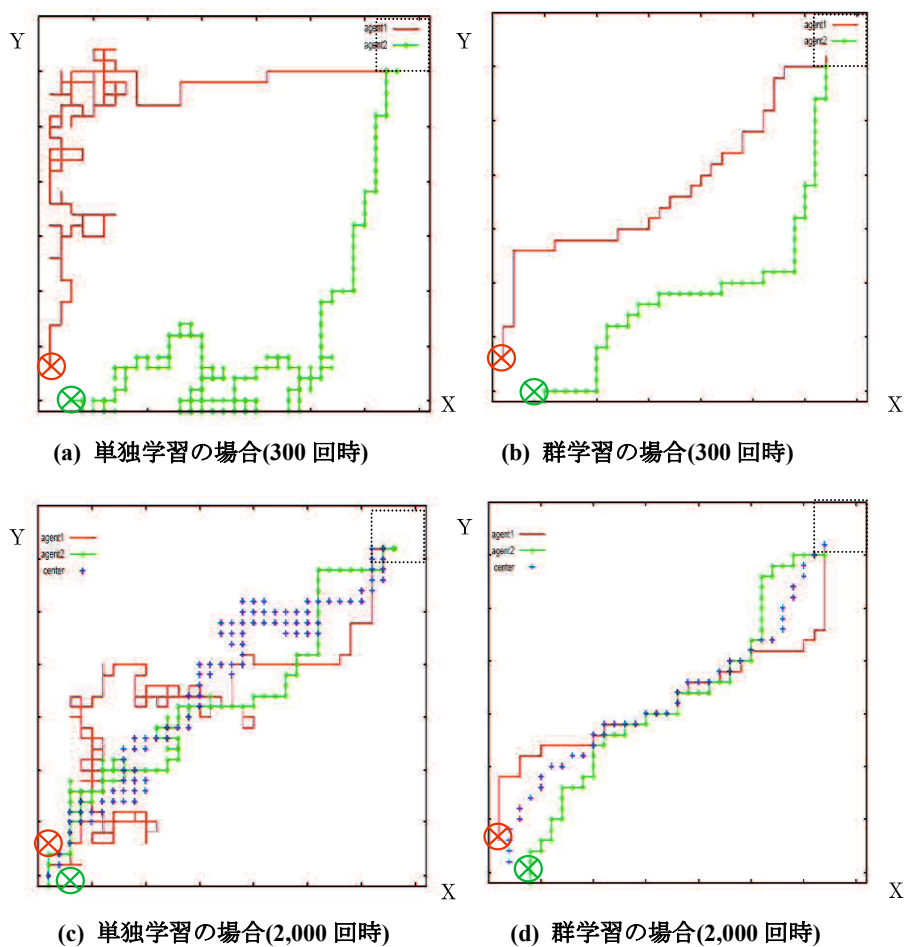 Y
agent1
agent2
X
(a) 単独学習の場合(300 回時)
Y
agent1
agent2
X
(b) 群学習の場合(300 回時)
Y
agent1
agent2
center
X
(c) 単独学習の場合(2,000 回時)
Y
agent1
agent2
center
X
(d) 群学習の場合(2,000 回時)